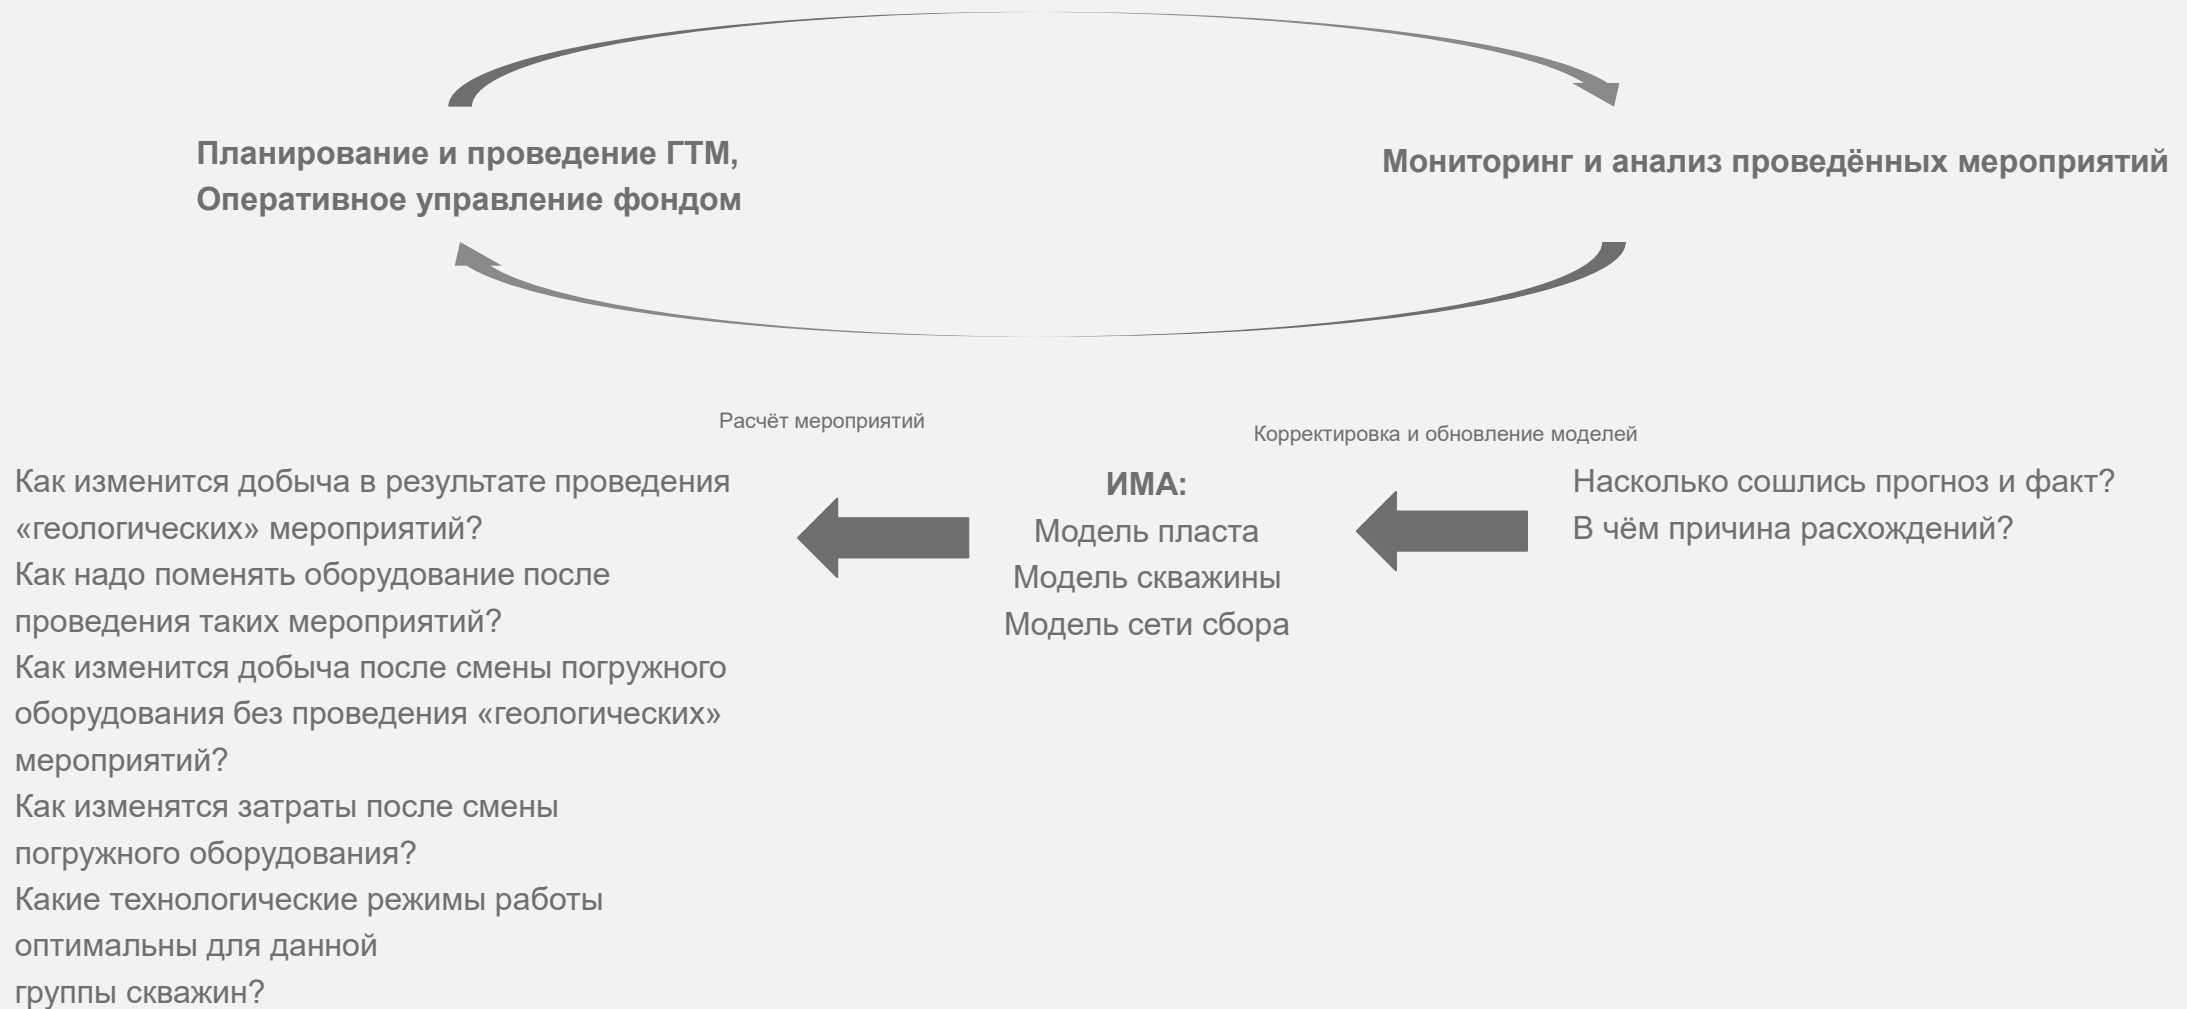 Планирование и проведение ГТМ,
Оперативное управление фондом
Мониторинг и анализ проведённых мероприятий
Расчёт мероприятий
Корректировка и обновление моделей
Как изменится добыча в результате проведения
«геологических» мероприятий?
Как надо поменять оборудование после
проведения таких мероприятий?
Как изменится добыча после смены погружного
оборудования без проведения «геологических»
мероприятий?
Как изменятся затраты после смены
погружного оборудования?
Какие технологические режимы работы
оптимальны для данной
группы скважин?
ИМА:
Модель пласта
Модель скважины
Модель сети сбора
Насколько сошлись прогноз и факт?
В чём причина расхождений?